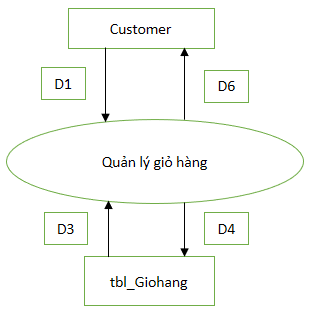 Customer
D1
D6
Quản lý giỏ hàng
D3
D4
tbl_Giohang